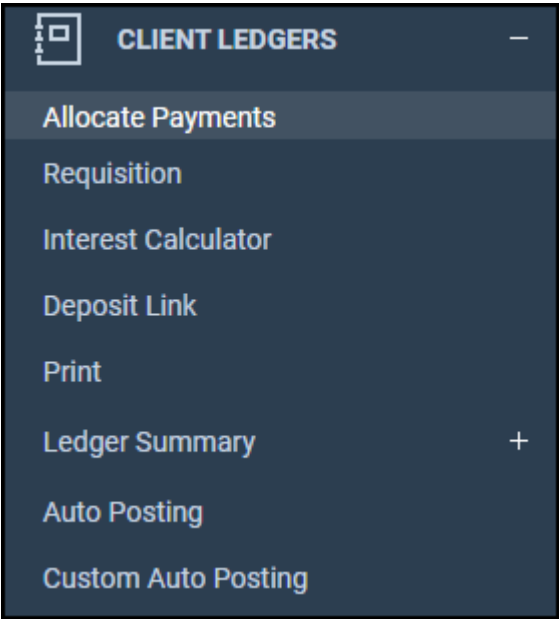 CLIENT LEDGERS −
Allocate Payments
Requisition
Interest Calculator
Deposit Link
Print
Ledger Summary +
Auto Posting
Custom Auto Posting